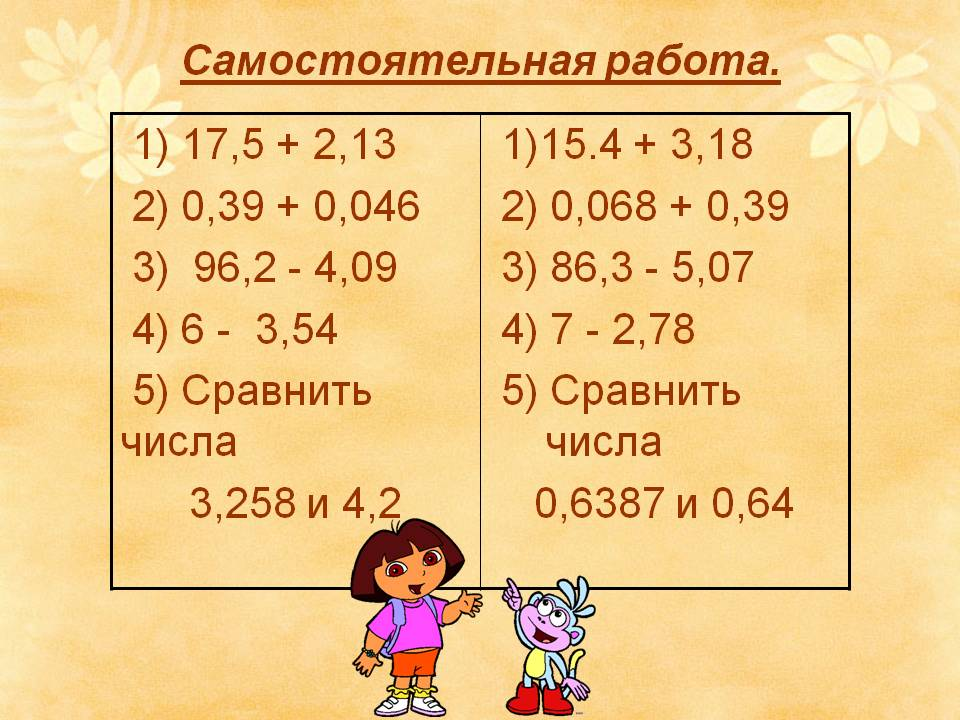 Самостоятельная работа.
1) 17,5 + 2,13
2) 0,39 + 0,046
3) 96,2 - 4,09
4) 6 - 3,54
5) Сравнить
числа
3,258 и 4,2
1)15.4 + 3,18
2) 0,068 + 0,39
3) 86,3 - 5,07
4) 7 - 2,78
5) Сравнить
числа
0,6387 и 0,64